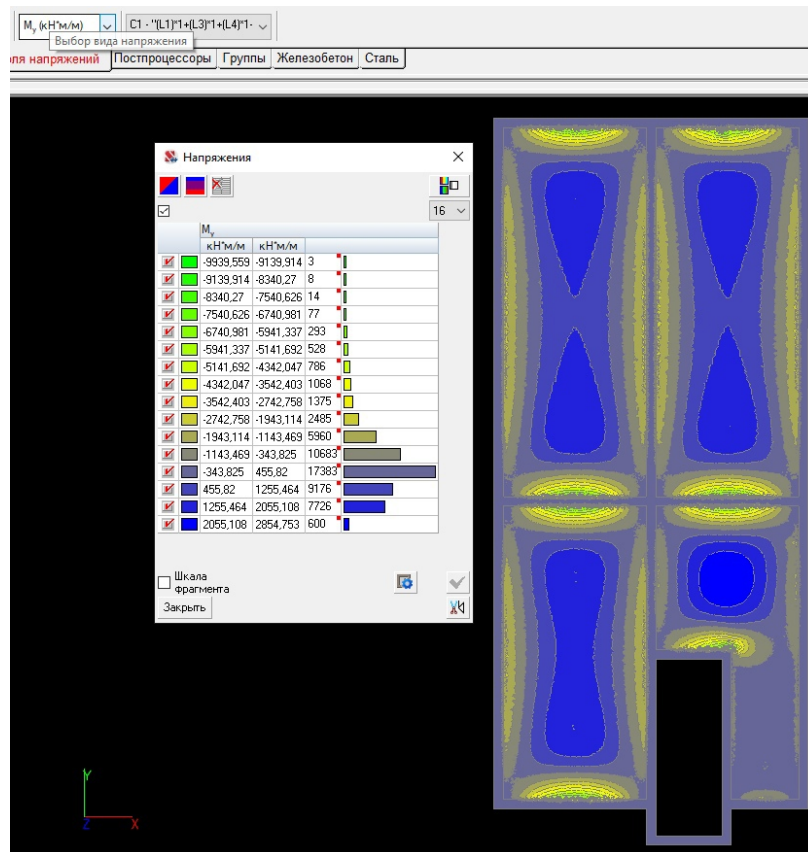 My (кН*м/м)
C1 - "(L1)*1+(L3)*1+(L4)*1-
Выбор вида напряжения
оля напряжений Постпроцессоры Группы Железобетон Сталь
Напряжения
16
My
кН*м/м кН*м/м
-9939,559 -9139,914 3
-9139,914 -8340,27 8
-8340,27 -7540,626 14
-7540,626 -6740,981 77
-6740,981 -5941,337 293
-5941,337 -5141,692 528
-5141,692 -4342,047 786
-4342,047 -3542,403 1068
-3542,403 -2742,758 1375
-2742,758 -1943,114 2485
-1943,114 -1143,469 5960
-1143,469 -343,825 10683
-343,825 455,82 17383
455,82 1255,464 9176
1255,464 2055,108 7726
2055,108 2854,753 600
Шкала
фрагмента
Закрыть
Y
Z X